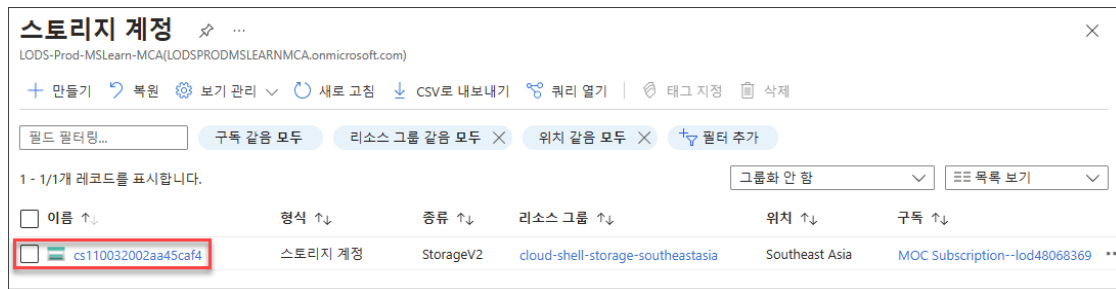 스토리지 계정
LODS-Prod-MSLearn-MCA(LODSPRODMSLEARNMCA.onmicrosoft.com)
만들기 복원 보기 관리 새로 고침 CSV로 내보내기 쿼리 열기 태그 지정 삭제
필드 필터링... 구독 같음 모두 리소스 그룹 같음 모두 위치 같음 모두 필터 추가
1 - 1/1개 레코드를 표시합니다. 그룹화 안 함 목록 보기
이름 형식 종류 리소스 그룹 위치 구독
cs110032002aa45caf4 스토리지 계정 StorageV2 cloud-shell-storage-southeastasia Southeast Asia MOC Subscription--lod48068369